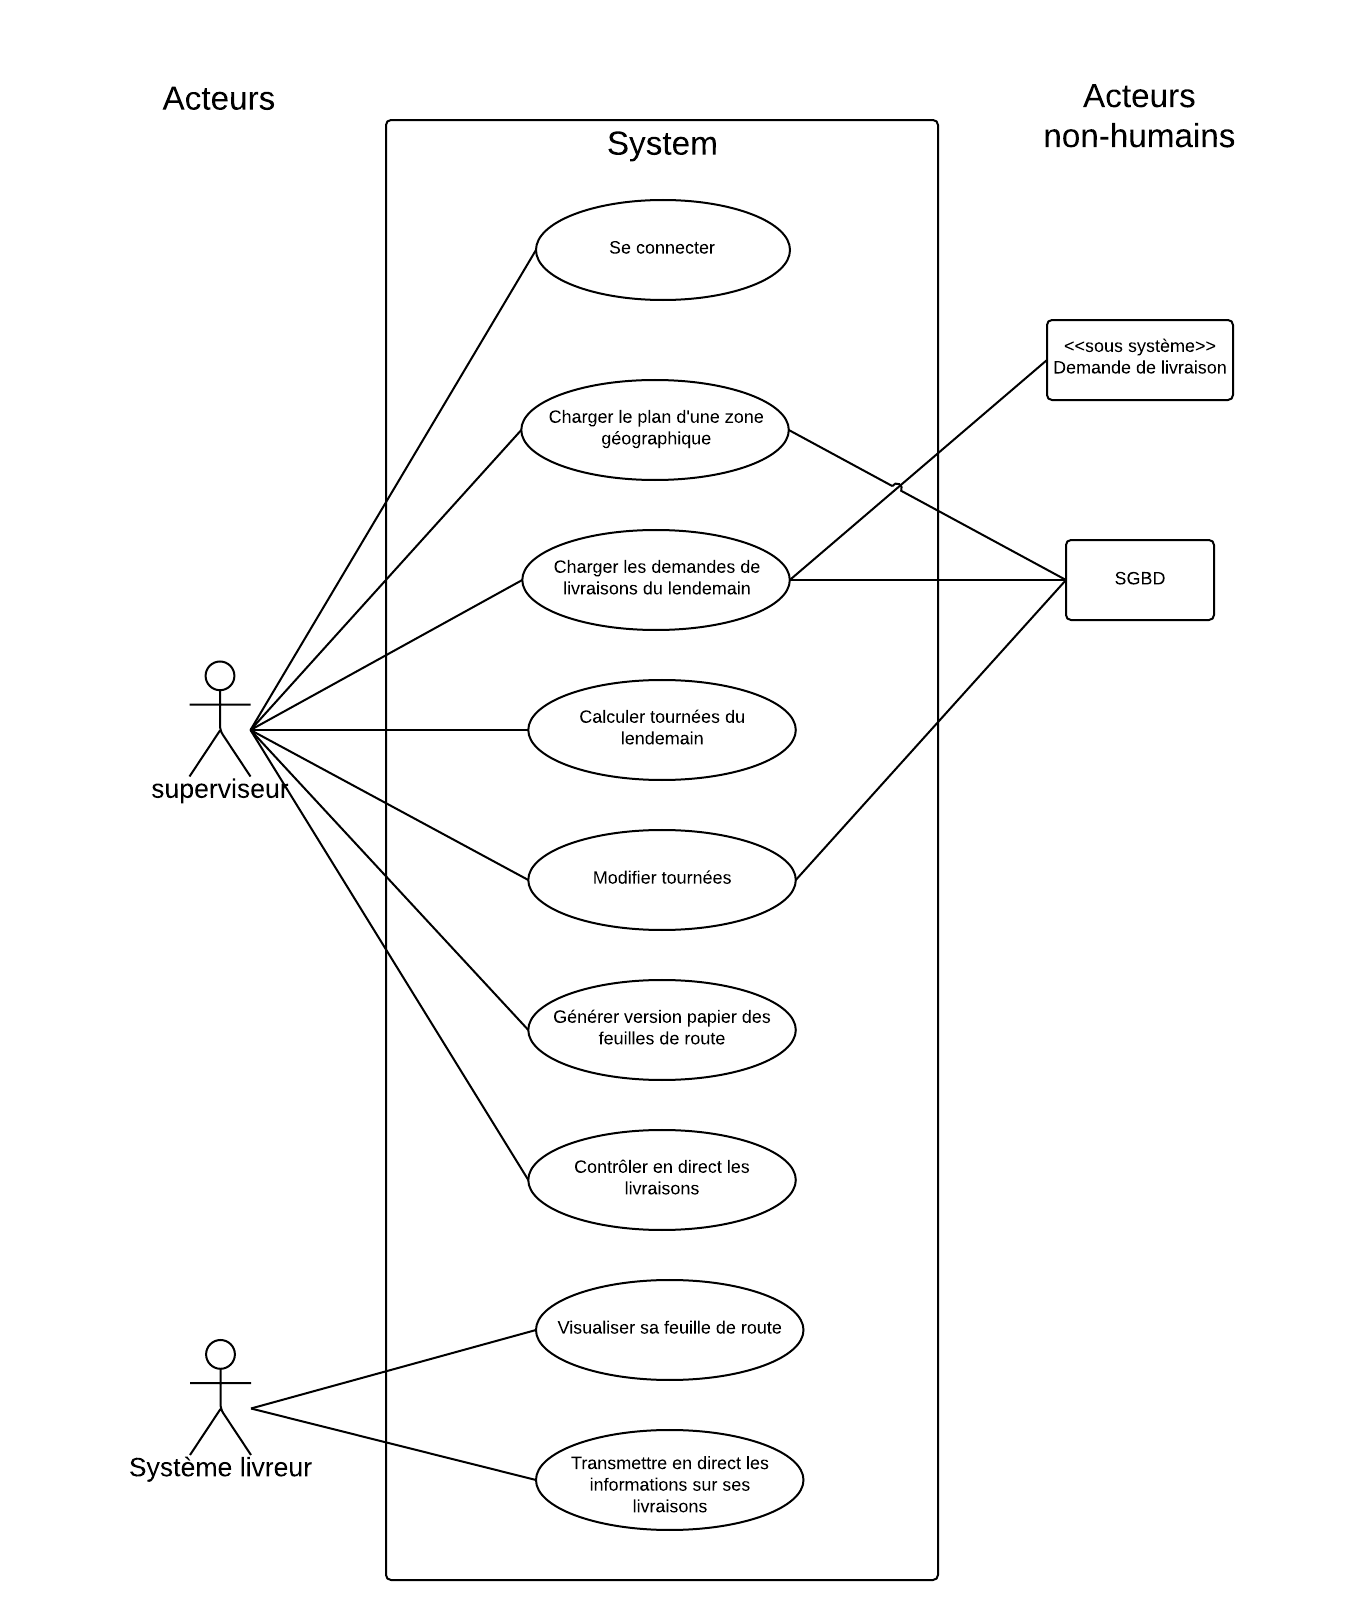 Acteurs
Acteurs
non-humains
System
Se connecter
<<sous système>>
Demande de livraison
Charger le plan d'une zone
géographique
Charger les demandes de
livraisons du lendemain
SGBD
Calculer tournées du
lendemain
superviseur
Modifier tournées
Générer version papier des
feuilles de route
Contrôler en direct les
livraisons
Visualiser sa feuille de route
Système livreur
Transmettre en direct les
informations sur ses
livraisons